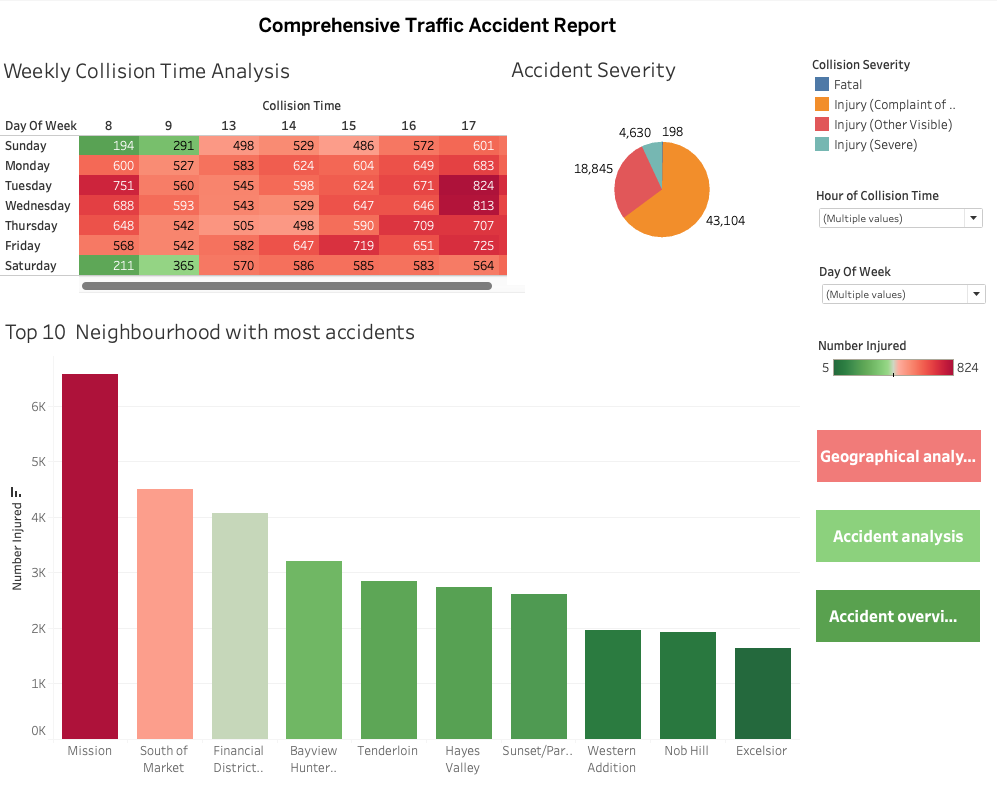 Comprehensive Traffic Accident Report
Weekly Collision Time Analysis
Collision Time
Day Of Week 8 9 13 14 15 16 17
Sunday 194 291 498 529 486 572 601
Monday 600 527 583 624 604 649 683
Tuesday 751 560 545 598 624 671 824
Wednesday 688 593 543 529 647 646 813
Thursday 648 542 505 498 590 709 707
Friday 568 542 582 647 719 651 725
Saturday 211 365 570 586 585 583 564
Accident Severity
4,630 198
18,845
43,104
Collision Severity
Fatal
Injury (Complaint of ..
Injury (Other Visible)
Injury (Severe)
Hour of Collision Time
(Multiple values)
Day Of Week
(Multiple values)
Number Injured
5 824
Geographical analy...
Accident analysis
Accident overvi...
Top 10 Neighbourhood with most accidents
Number Injured
6K
5K
4K
3K
2K
1K
0K
Mission
South of
Market
Financial
District..
Bayview
Hunter..
Tenderloin
Hayes
Valley
Sunset/Par..
Western
Addition
Nob Hill
Excelsior